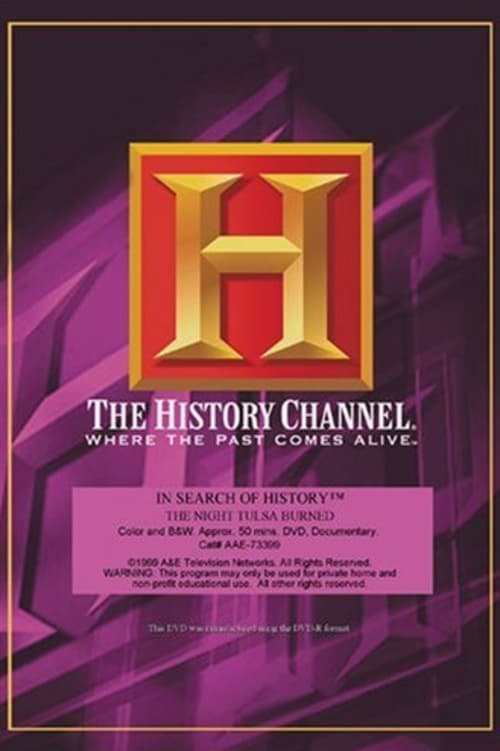 H
THE HISTORY CHANNEL®
WHERE THE PAST COMES ALIVE™
IN SEARCH OF HISTORY™
THE NIGHT TULSA BURNED
Color and B&W. Approx. 50 mins. DVD, Documentary.
Cat# AAE-73399
©1999 A&E Television Networks. All Rights Reserved.
WARNING: This program may only be used for private home and
non-profit educational use. All other rights reserved.
This DVD was manufactured using the DVD-R format